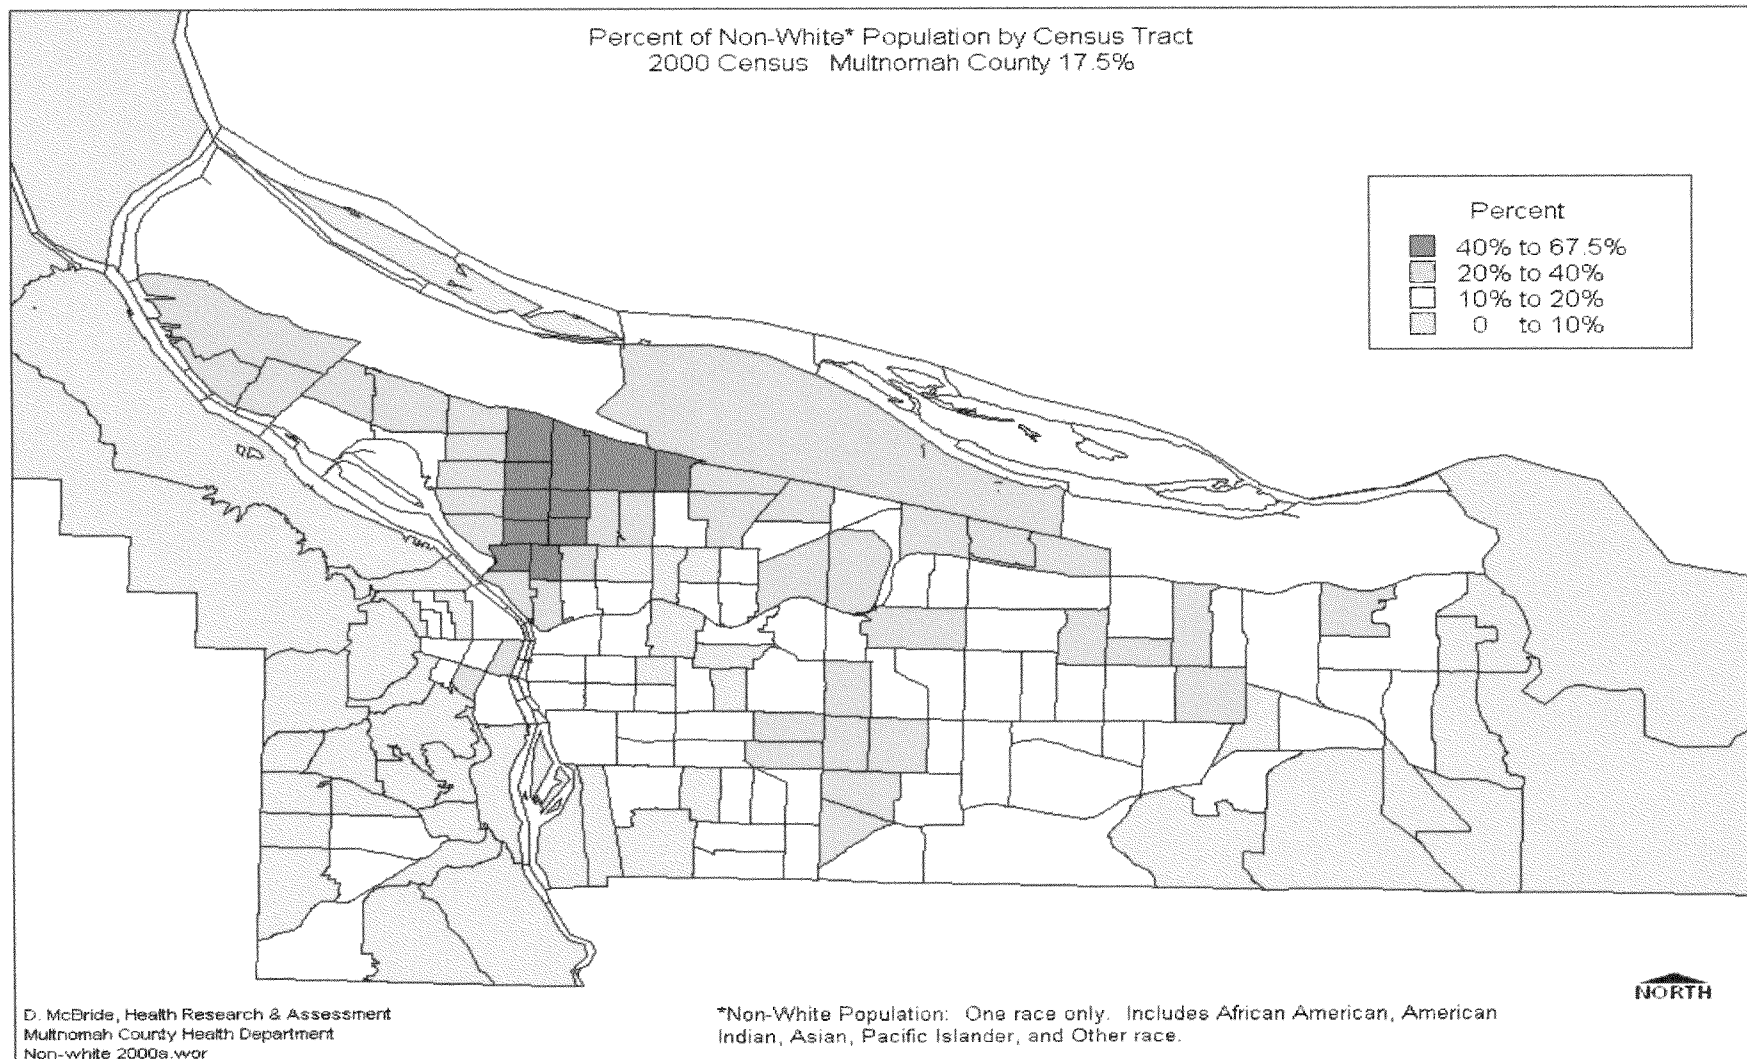 Percent of Non-White* Population by Census Tract
2000 Census Multnomah County 17.5%
Percent
40% to 67.5%
20% to 40%
10% to 20%
0 to 10%
NORTH
D. McBride, Health Research & Assessment
Multnomah County Health Department
Non-white 2000a.wor
*Non-White Population: One race only. Includes African American, American
Indian, Asian, Pacific Islander, and Other race.